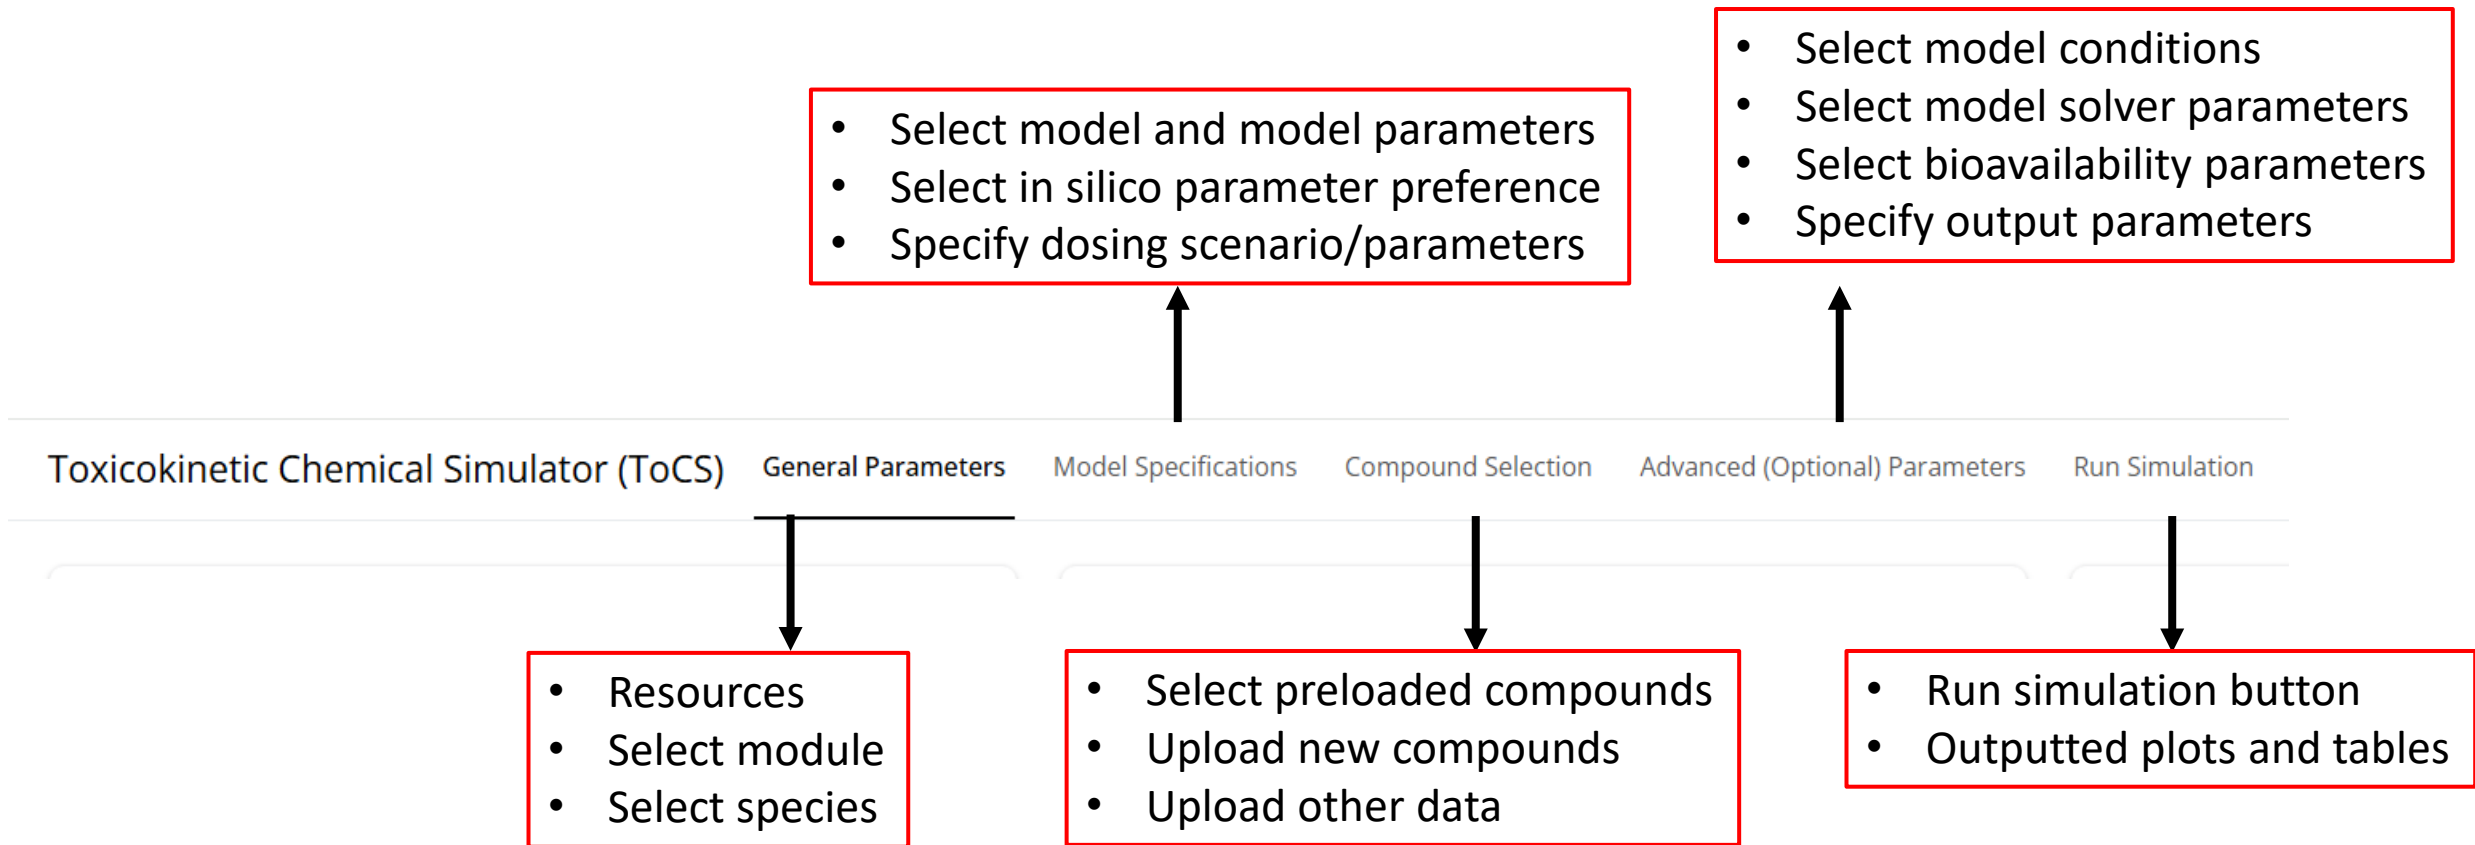 • Select model conditions
• Select model solver parameters
• Select bioavailability parameters
• Specify output parameters
• Select model and model parameters
• Select in silico parameter preference
• Specify dosing scenario/parameters
Toxicokinetic Chemical Simulator (ToCS) General Parameters Model Specifications Compound Selection Advanced (Optional) Parameters Run Simulation
• Resources
• Select module
• Select species
• Select preloaded compounds
• Upload new compounds
• Upload other data
• Run simulation button
• Outputted plots and tables